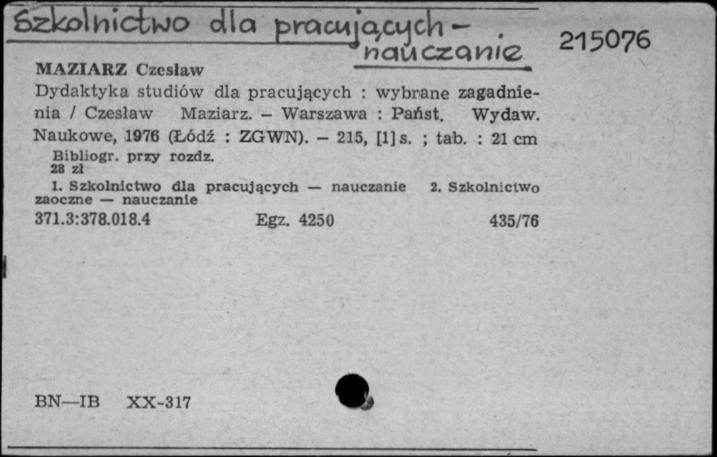 Szkolnictwo dla pracujących -
nauczanie
215076
MAZIARZ Czesław
Dydaktyka studiów dla pracujących : wybrane zagadnie-
nia / Czesław Maziarz. — Warszawa : Państ. Wydaw.
Naukowe, 1976 (Łódź : ZGWN). — 215, [1] s. ; tab. : 21 cm
Bibliogr. przy rozdz.
28 zł
1. Szkolnictwo dla pracujących — nauczanie 2. Szkolnictwo
zaoczne — nauczanie
371.3:378.018.4 Egz. 4250 435/76
BN—IB XX-317